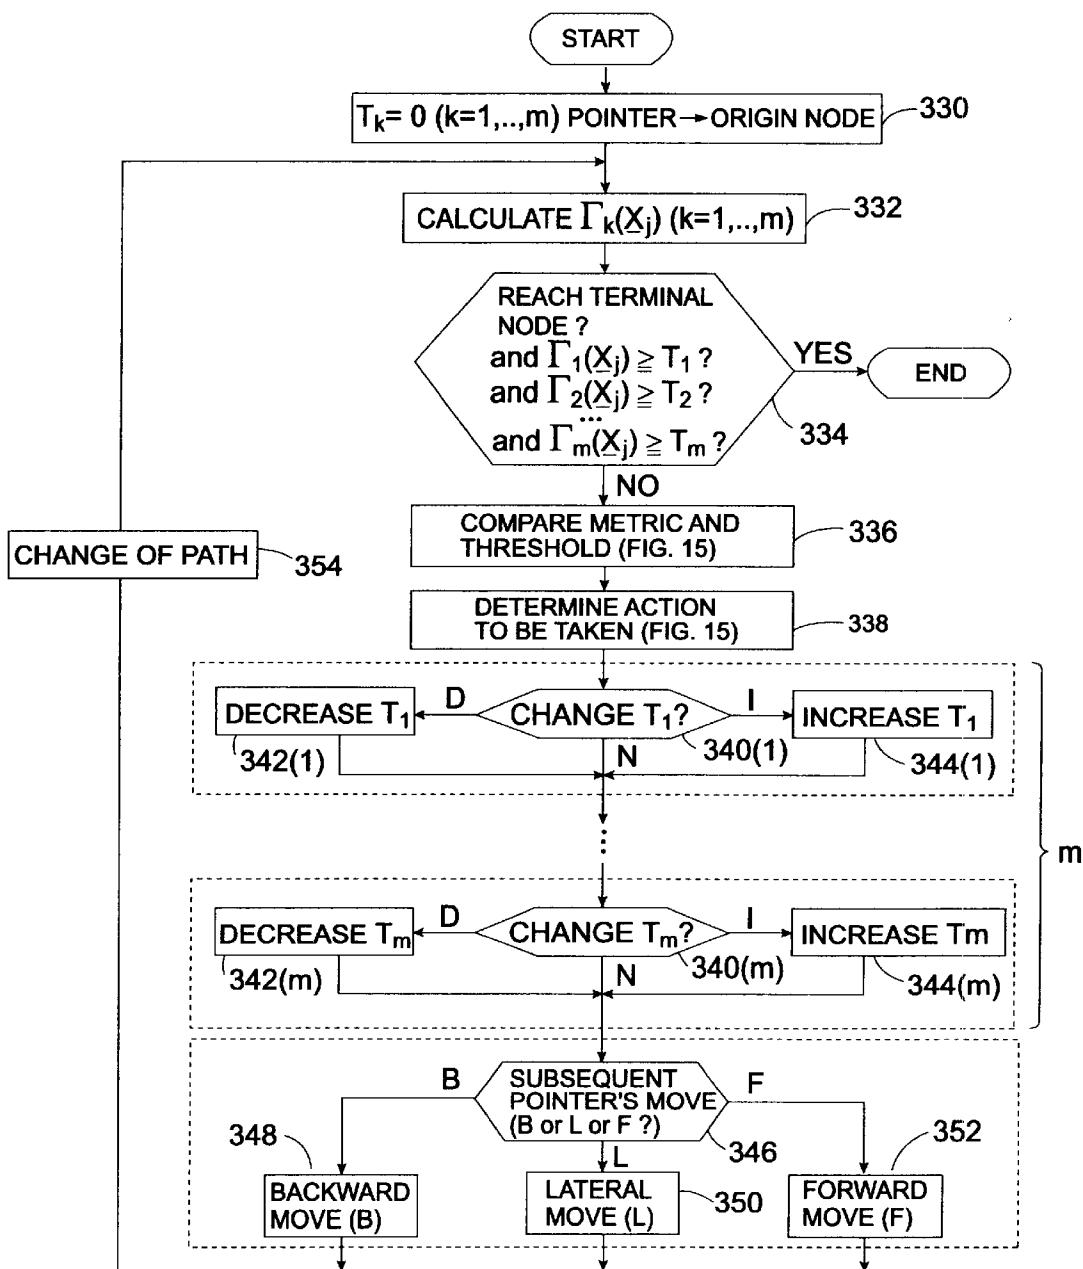 START
T_k= 0 (k=1,..,m) POINTER→ORIGIN NODE
330
CALCULATE Γ_k(X_j) (k=1,..,m)
332
REACH TERMINAL
NODE ?
and Γ_1(X_j) ≧ T_1 ?
and Γ_2(X_j) ≧ T_2 ?
...
and Γ_m(X_j) ≧ T_m ?
YES
END
334
NO
COMPARE METRIC AND
THRESHOLD (FIG. 15)
336
CHANGE OF PATH
354
DETERMINE ACTION
TO BE TAKEN (FIG. 15)
338
DECREASE T_1
D
CHANGE T_1?
I
INCREASE T_1
342(1)
N
340(1)
344(1)
⋮
m
DECREASE T_m
D
CHANGE T_m?
I
INCREASE Tm
342(m)
N
340(m)
344(m)
B
SUBSEQUENT
POINTER'S MOVE
(B or L or F ?)
F
348
346
352
L
BACKWARD
MOVE (B)
LATERAL
MOVE (L)
350
FORWARD
MOVE (F)